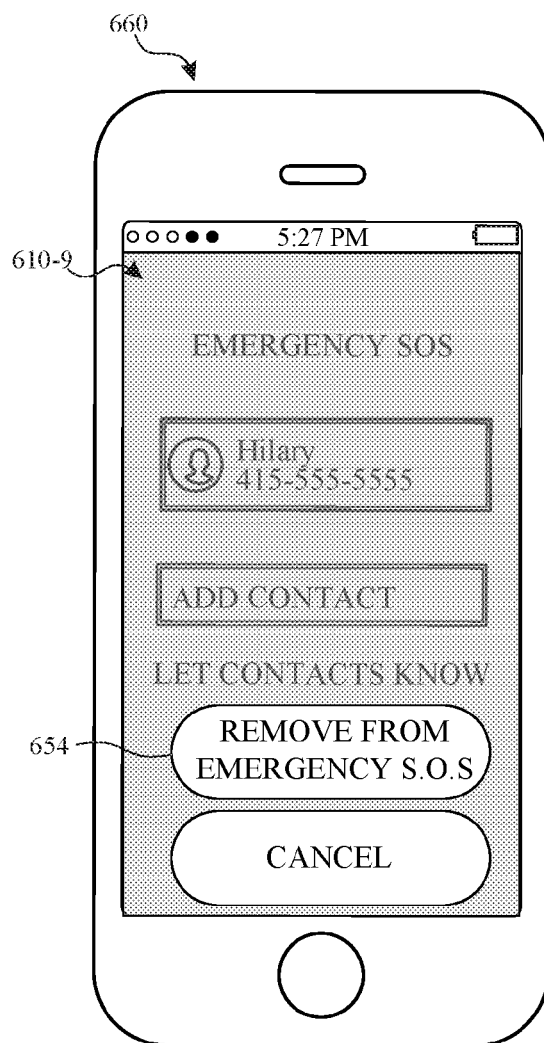 660
5:27 PM
610-9
EMERGENCY SOS
Hilary
415-555-5555
ADD CONTACT
LET CONTACTS KNOW
654
REMOVE FROM
EMERGENCY S.O.S
CANCEL